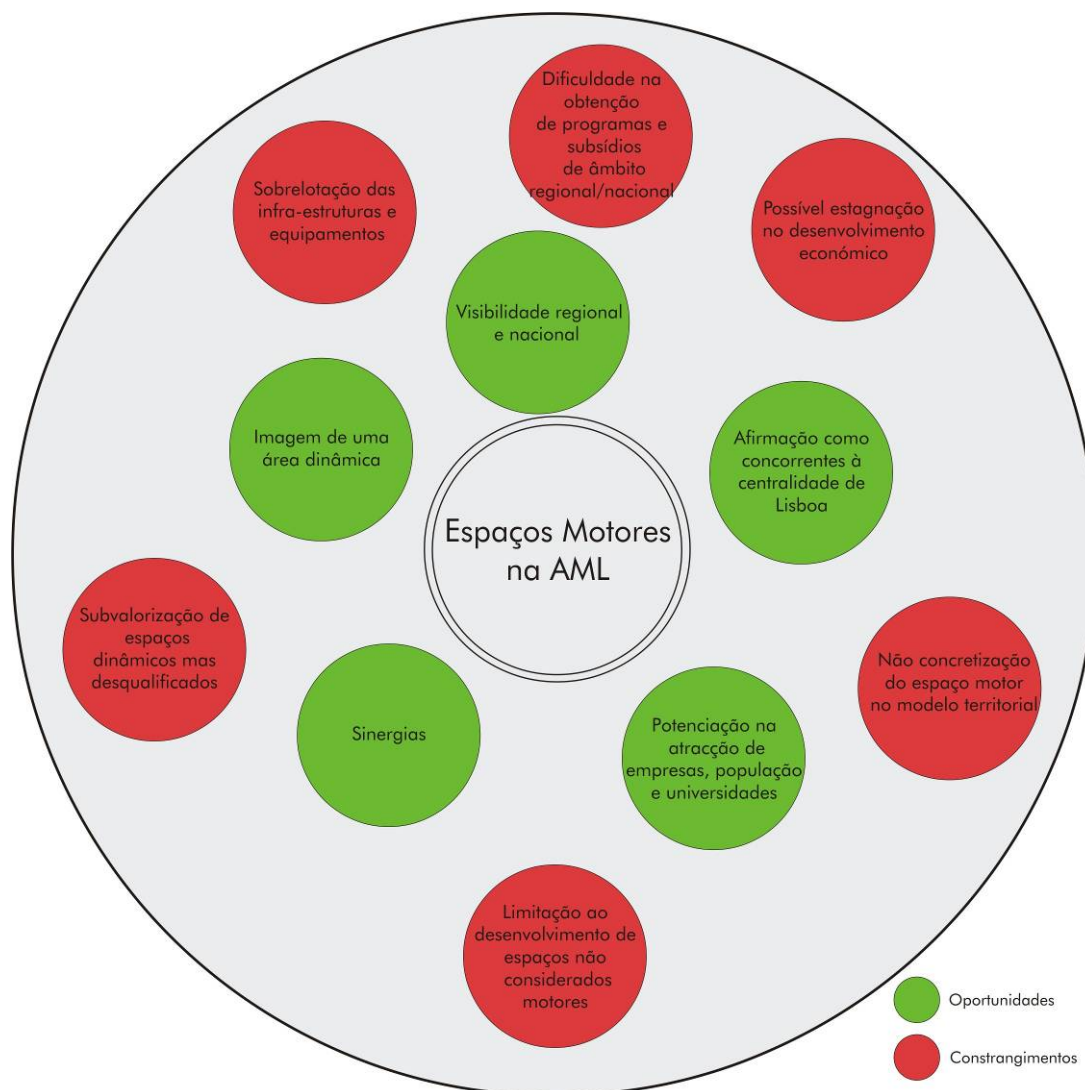 Dificuldade na
obtenção
de programas e
subsídios
de âmbito
regional/nacional
Sobrelotação das
infra-estruturas e
equipamentos
Possível estagnação
no desenvolvimento
económico
Visibilidade regional
e nacional
Imagem de uma
área dinâmica
Afirmação como
concorrentes à
centralidade de
Lisboa
Espaços Motores
na AML
Subvalorização de
espaços
dinâmicos mas
desqualificados
Não concretização
do espaço motor
no modelo territorial
Sinergias
Potenciação na
atracção de
empresas, população
e universidades
Limitação ao
desenvolvimento de
espaços não
considerados
motores
Oportunidades
Constrangimentos